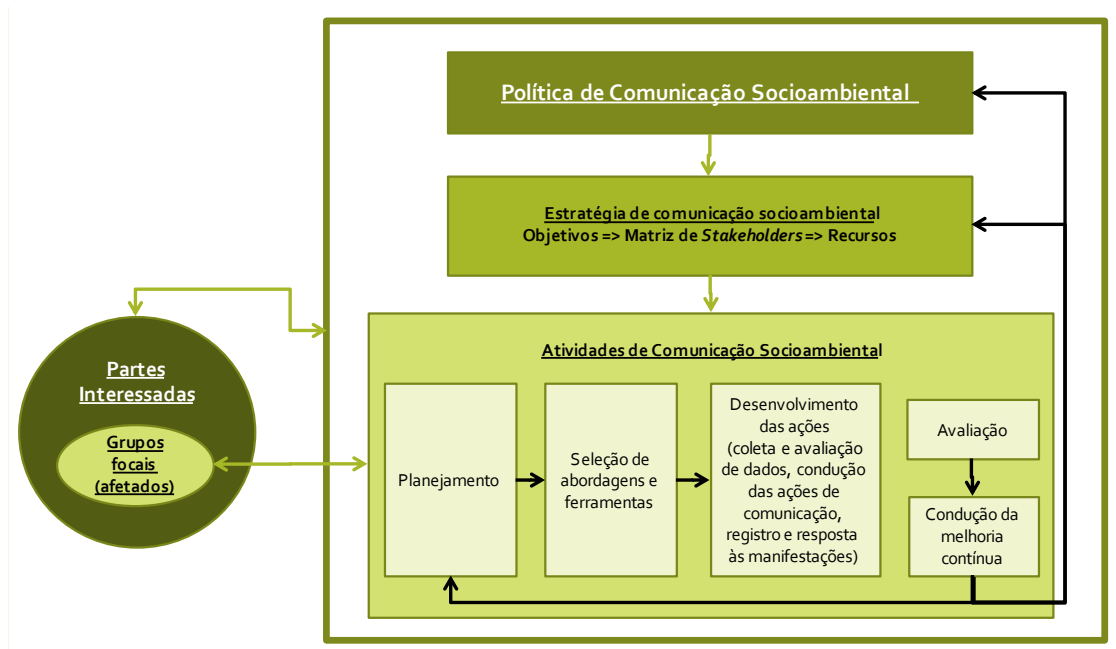 Política de Comunicação Socioambiental
Estratégia de comunicação socioambiental
Objetivos => Matriz de Stakeholders => Recursos
Partes
Interessadas
Grupos
focais
(afetados)
Atividades de Comunicação Socioambiental
Planejamento
Seleção de
abordagens e
ferramentas
Desenvolvimento
das ações
(coleta e avaliação
de dados, condução
das ações de
comunicação,
registro e resposta
às manifestações)
Avaliação
Condução da
melhoria
contínua